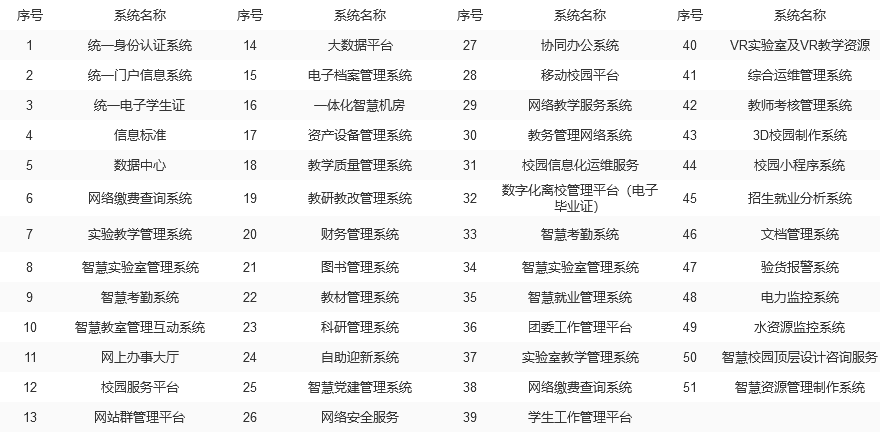 序号 系统名称 序号 系统名称 序号 系统名称 序号 系统名称
1 统一身份认证系统 14 大数据平台 27 协同办公系统 40 VR实验室及VR教学资源
2 统一门户信息系统 15 电子档案管理系统 28 移动校园平台 41 综合运维管理系统
3 统一电子学生证 16 一体化智慧机房 29 网络教学服务系统 42 教师考核管理系统
4 信息标准 17 资产设备管理系统 30 教务管理网络系统 43 3D校园制作系统
5 数据中心 18 教学质量管理系统 31 校园信息化运维服务 44 校园小程序系统
6 网络缴费查询系统 19 教研教改管理系统 32 数字化离校管理平台（电子
毕业证） 45 招生就业分析系统
7 实验教学管理系统 20 财务管理系统 33 智慧考勤系统 46 文档管理系统
8 智慧实验室管理系统 21 图书管理系统 34 智慧实验室管理系统 47 验货报警系统
9 智慧考勤系统 22 教材管理系统 35 智慧就业管理系统 48 电力监控系统
10 智慧教室管理互动系统 23 科研管理系统 36 团委工作管理平台 49 水资源监控系统
11 网上办事大厅 24 自助迎新系统 37 实验室教学管理系统 50 智慧校园顶层设计咨询服务
12 校园服务平台 25 智慧党建管理系统 38 网络缴费查询系统 51 智慧资源管理制作系统
13 网站群管理平台 26 网络安全服务 39 学生工作管理平台